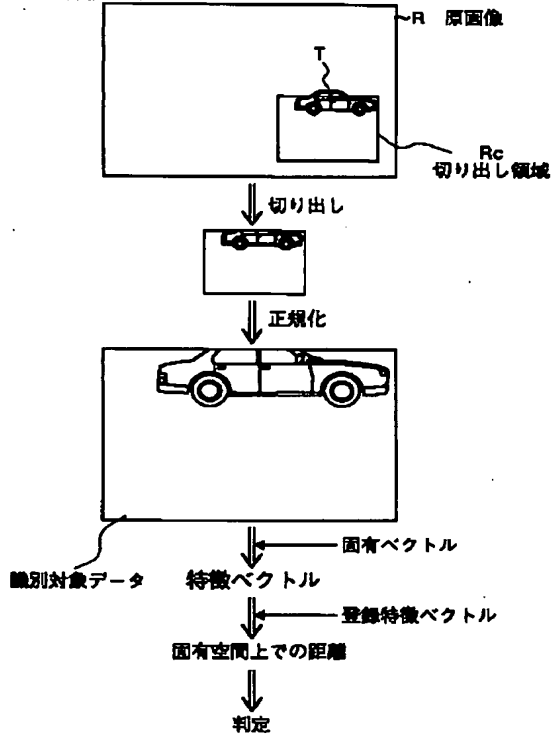 R 原画像
T
Rc
切り出し領域
切り出し
正規化
固有ベクトル
識別対象データ
特徴ベクトル
登録特徴ベクトル
固有空間上での距離
判定